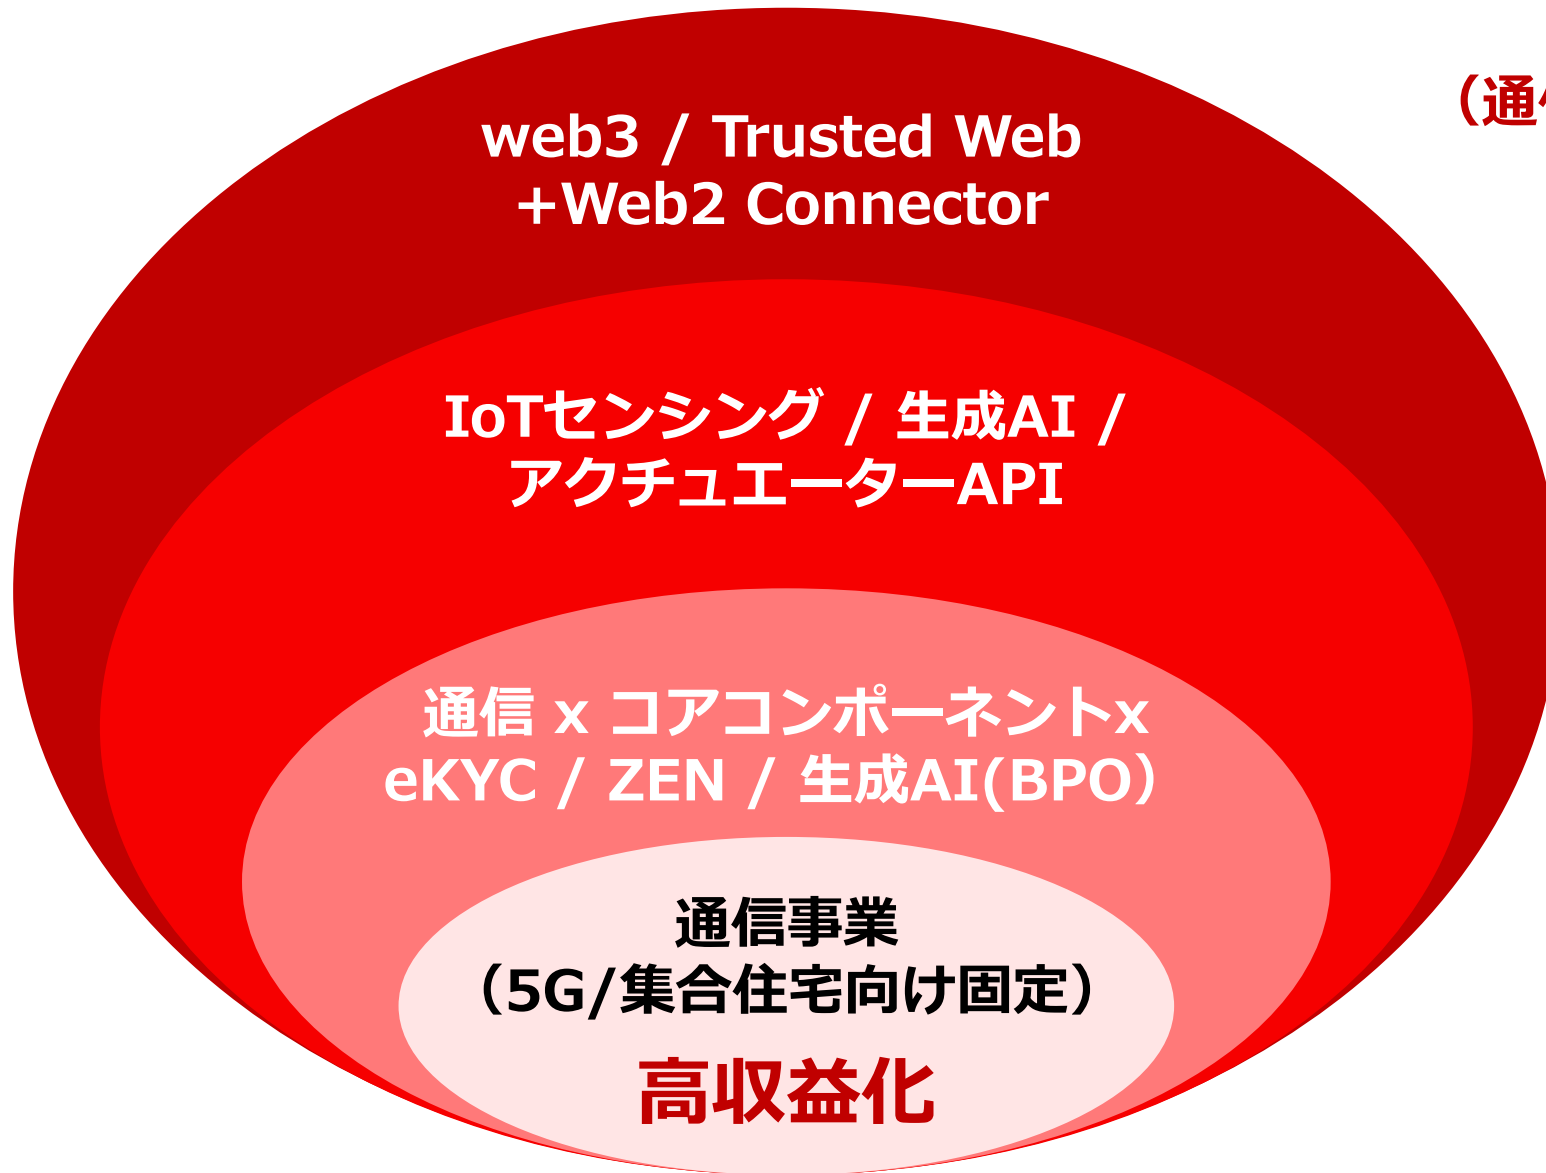 （通
web3 / Trusted Web
+Web2 Connector
IoTセンシング / 生成AI /
アクチュエーターAPI
通信 x コアコンポーネントx
eKYC / ZEN / 生成AI(BPO）
通信事業
（5G/集合住宅向け固定）
高収益化